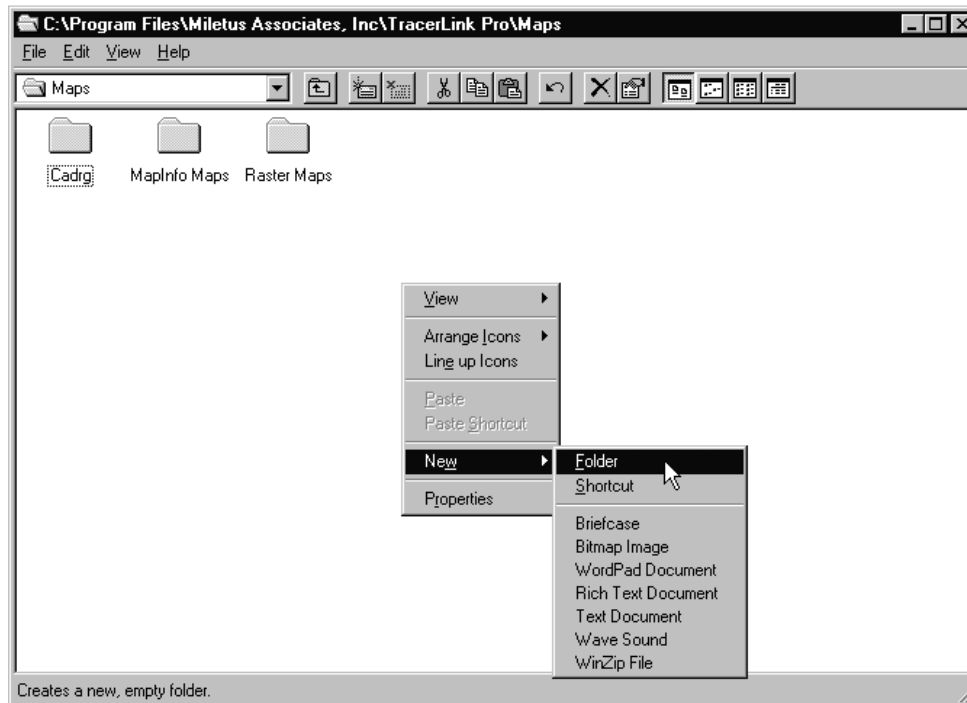 C:\Program Files\Miletus Associates, Inc\TracerLink Pro\Maps
File Edit View Help
Maps
Cadrg MapInfo Maps Raster Maps
View
Arrange Icons
Line up Icons
Paste
Paste Shortcut
New
Properties
Folder
Shortcut
Briefcase
Bitmap Image
WordPad Document
Rich Text Document
Text Document
Wave Sound
WinZip File
Creates a new, empty folder.